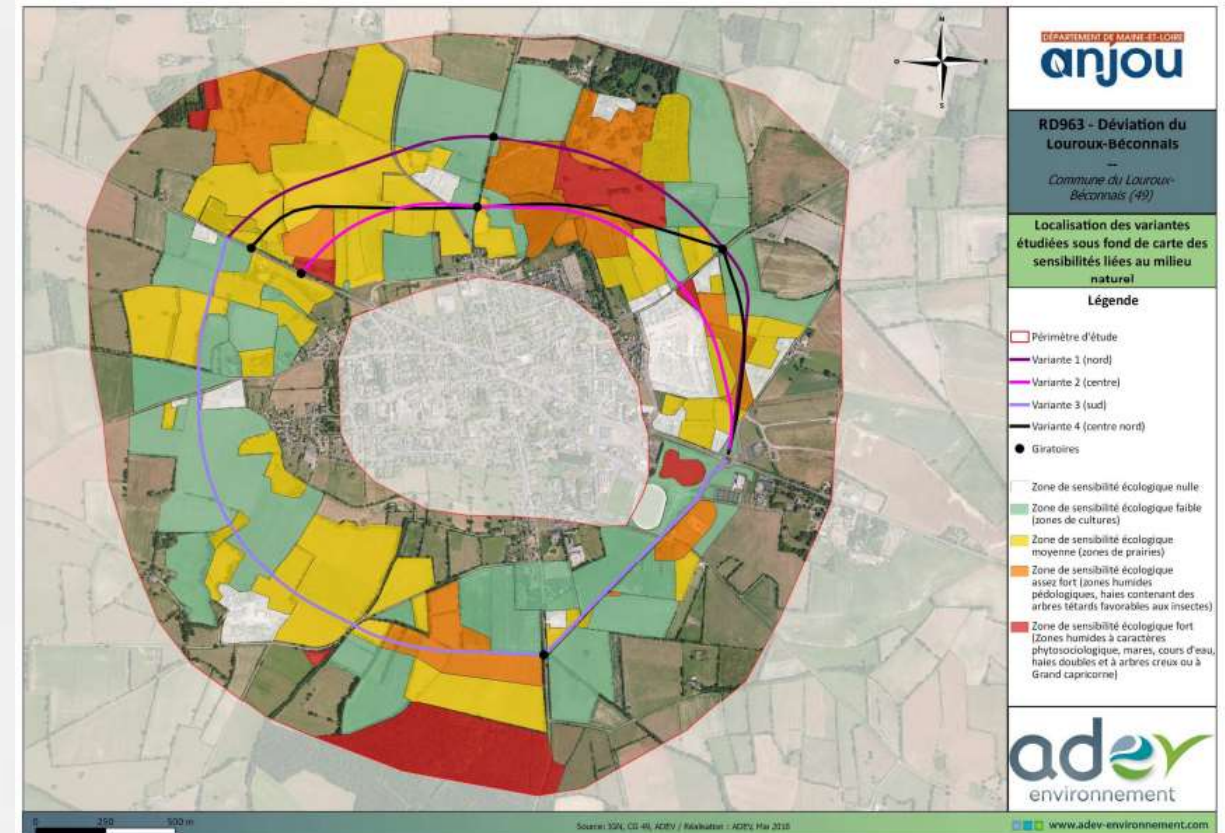 N
O
E
S
DÉPARTEMENT DE MAINE-ET-LOIRE
anjou
RD963 - Déviation du
Louroux-Béconnais
—
Commune du Louroux-
Béconnais (49)
Localisation des variantes
étudiées sous fond de carte des
sensibilités liées au milieu
naturel
Légende
Périmètre d'étude
Variante 1 (nord)
Variante 2 (centre)
Variante 3 (sud)
Variante 4 (centre nord)
Giratoires
Zone de sensibilité écologique nulle
Zone de sensibilité écologique faible
(zones de cultures)
Zone de sensibilité écologique
moyenne (zones de prairies)
Zone de sensibilité écologique
assez fort (zones humides
pédologiques, haies contenant des
arbres têtards favorables aux insectes)
Zone de sensibilité écologique fort
(Zones humides à caractères
phytosociologique, mares, cours d'eau,
haies doubles et à arbres creux ou à
Grand capricorne)
adev
environnement
www.adev-environnement.com
0 250 500 m
Source: IGN, CG 49, ADEV / Réalisation : ADEV, Mai 2018